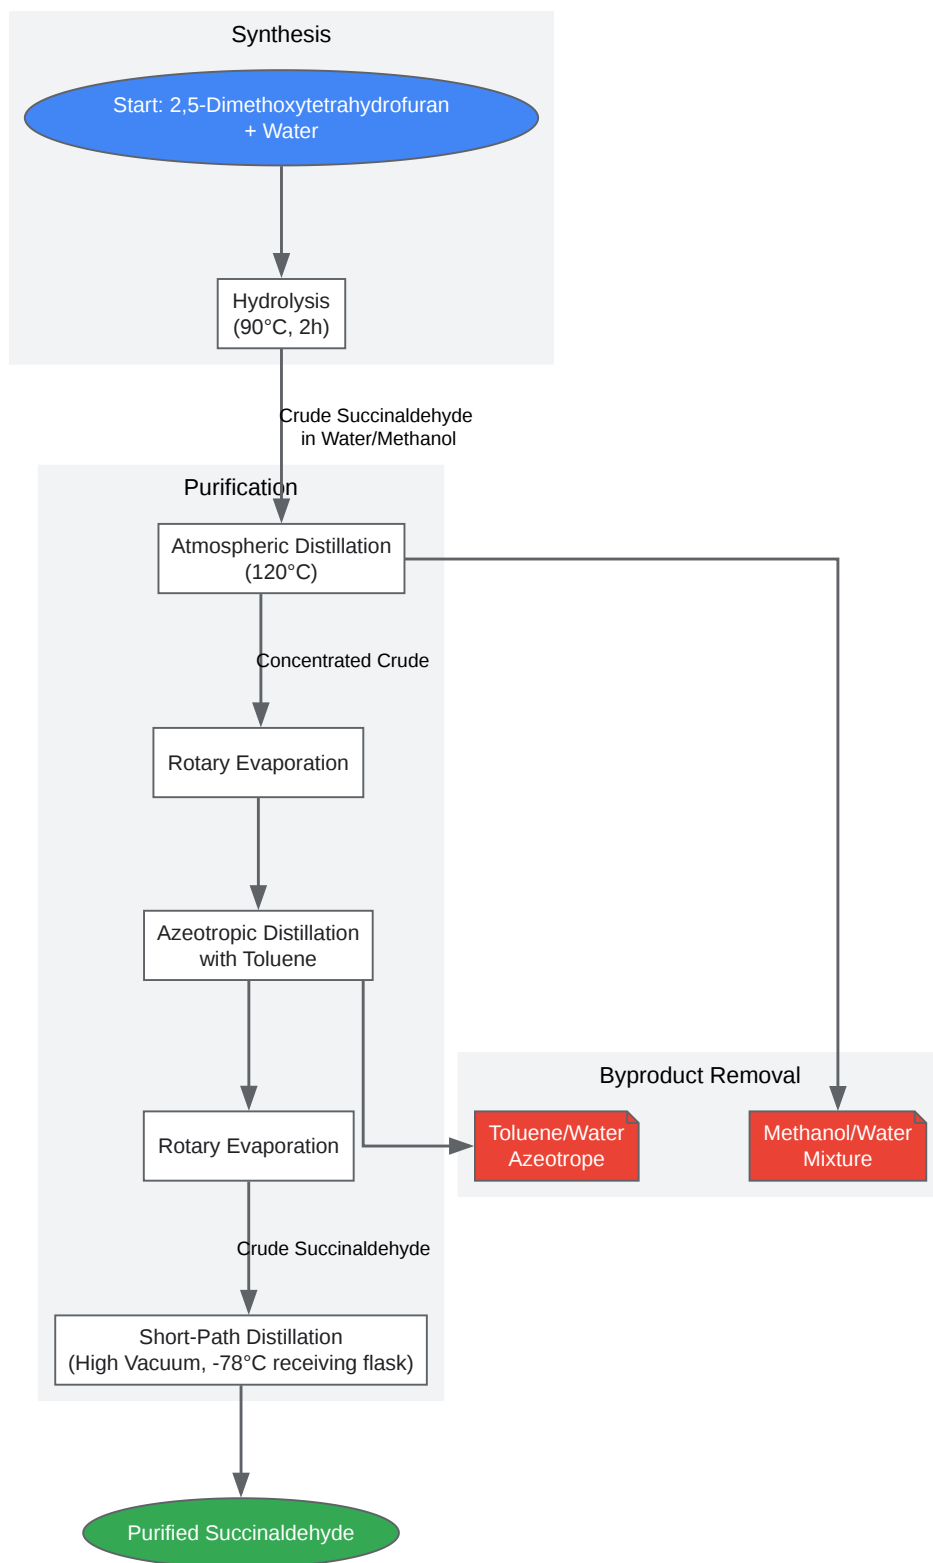 Synthesis
Start: 2,5-Dimethoxytetrahydrofuran
+ Water
Hydrolysis
(90°C, 2h)
Crude Succinaldehyde
in Water/Methanol
Purification
Atmospheric Distillation
(120°C)
Concentrated Crude
Rotary Evaporation
Azeotropic Distillation
with Toluene
Byproduct Removal
Rotary Evaporation
Toluene/Water
Azeotrope
Methanol/Water
Mixture
Crude Succinaldehyde
Short-Path Distillation
(High Vacuum, -78°C receiving flask)
Purified Succinaldehyde